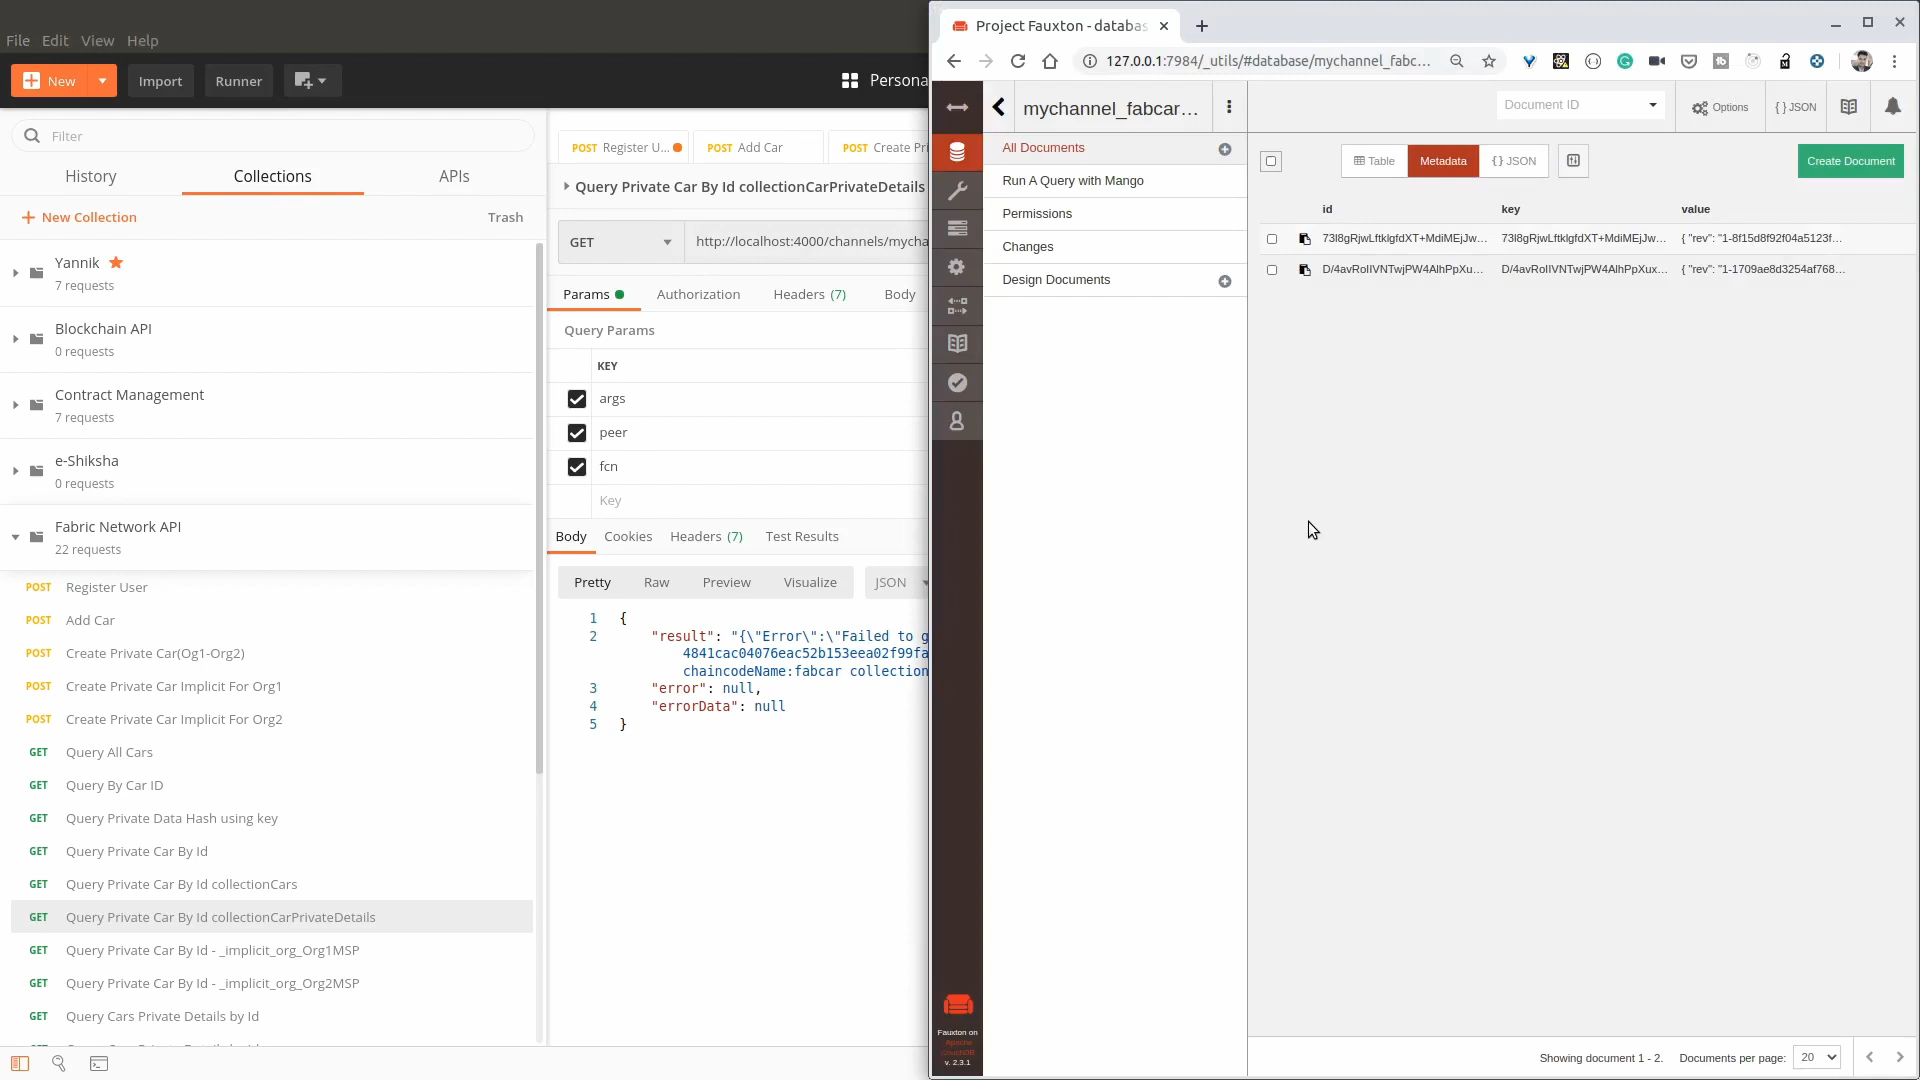 File Edit View Help
New Import Runner Persona
Filter
History Collections APIs
New Collection Trash
Yannik
7 requests
Blockchain API
0 requests
Contract Management
7 requests
e-Shiksha
0 requests
Fabric Network API
22 requests
POST Register User
POST Add Car
POST Create Private Car(Og1-Org2)
POST Create Private Car Implicit For Org1
POST Create Private Car Implicit For Org2
GET Query All Cars
GET Query By Car ID
GET Query Private Data Hash using key
GET Query Private Car By Id
GET Query Private Car By Id collectionCars
GET Query Private Car By Id collectionCarPrivateDetails
GET Query Private Car By Id - _implicit_org_Org1MSP
GET Query Private Car By Id - _implicit_org_Org2MSP
GET Query Cars Private Details by Id
POST Register U... POST Add Car POST Create Pri
Query Private Car By Id collectionCarPrivateDetails
GET http://localhost:4000/channels/mycha
Params Authorization Headers (7) Body
Query Params
KEY
args
peer
fcn
Key
Body Cookies Headers (7) Test Results
Pretty Raw Preview Visualize JSON
1 {
2 "result": "{\"Error\":\"Failed to g
4841cac04076eac52b153eea02f99fa
chaincodeName:fabcar collection
3 "error": null,
4 "errorData": null
5 }
Project Fauxton - databas
127.0.0.1:7984/_utils/#database/mychannel_fabc...
mychannel_fabcar...
Document ID Options { } JSON
All Documents
Run A Query with Mango
Permissions
Changes
Design Documents
Table Metadata { } JSON Create Document
id key value
73l8gRjwLftklgfdXT+MdiMEjJw... 73l8gRjwLftklgfdXT+MdiMEjJw... { "rev": "1-8f15d8f92f04a5123f...
D/4avRolIVNTwjPW4AlhPpXu... D/4avRolIVNTwjPW4AlhPpXux... { "rev": "1-1709ae8d3254af768...
Fauxton on
Apache
CouchDB
v. 2.3.1
Showing document 1 - 2. Documents per page: 20